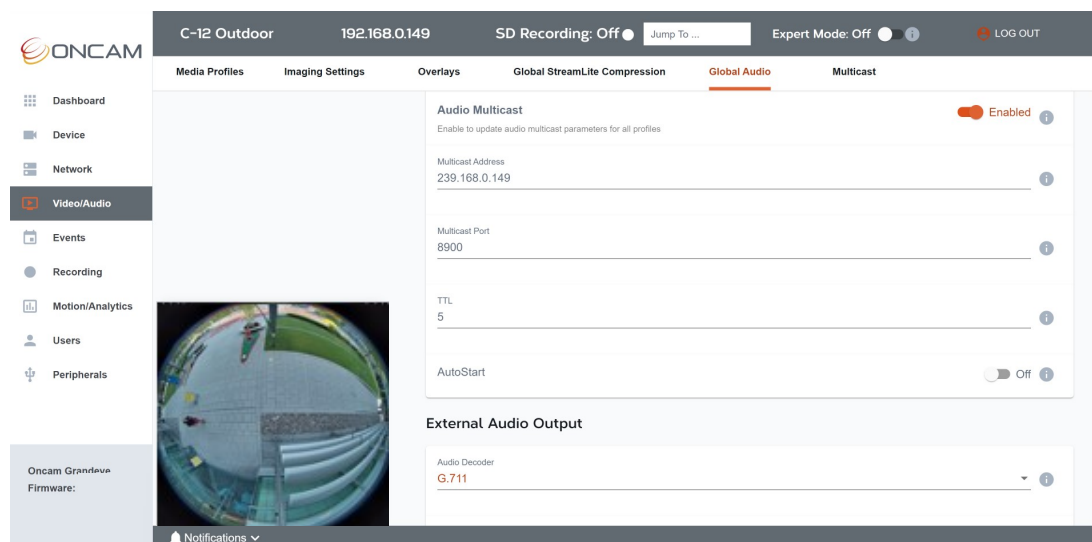 ONCAM
C-12 Outdoor 192.168.0.149 SD Recording: Off Jump To ... Expert Mode: Off LOG OUT
Media Profiles Imaging Settings Overlays Global StreamLite Compression Global Audio Multicast
Dashboard
Device
Network
Video/Audio
Events
Recording
Motion/Analytics
Users
Peripherals
Oncam Grandeye
Firmware:
Audio Multicast
Enabled
Enable to update audio multicast parameters for all profiles
Multicast Address
239.168.0.149
Multicast Port
8900
TTL
5
AutoStart
Off
External Audio Output
Audio Decoder
G.711
Notifications